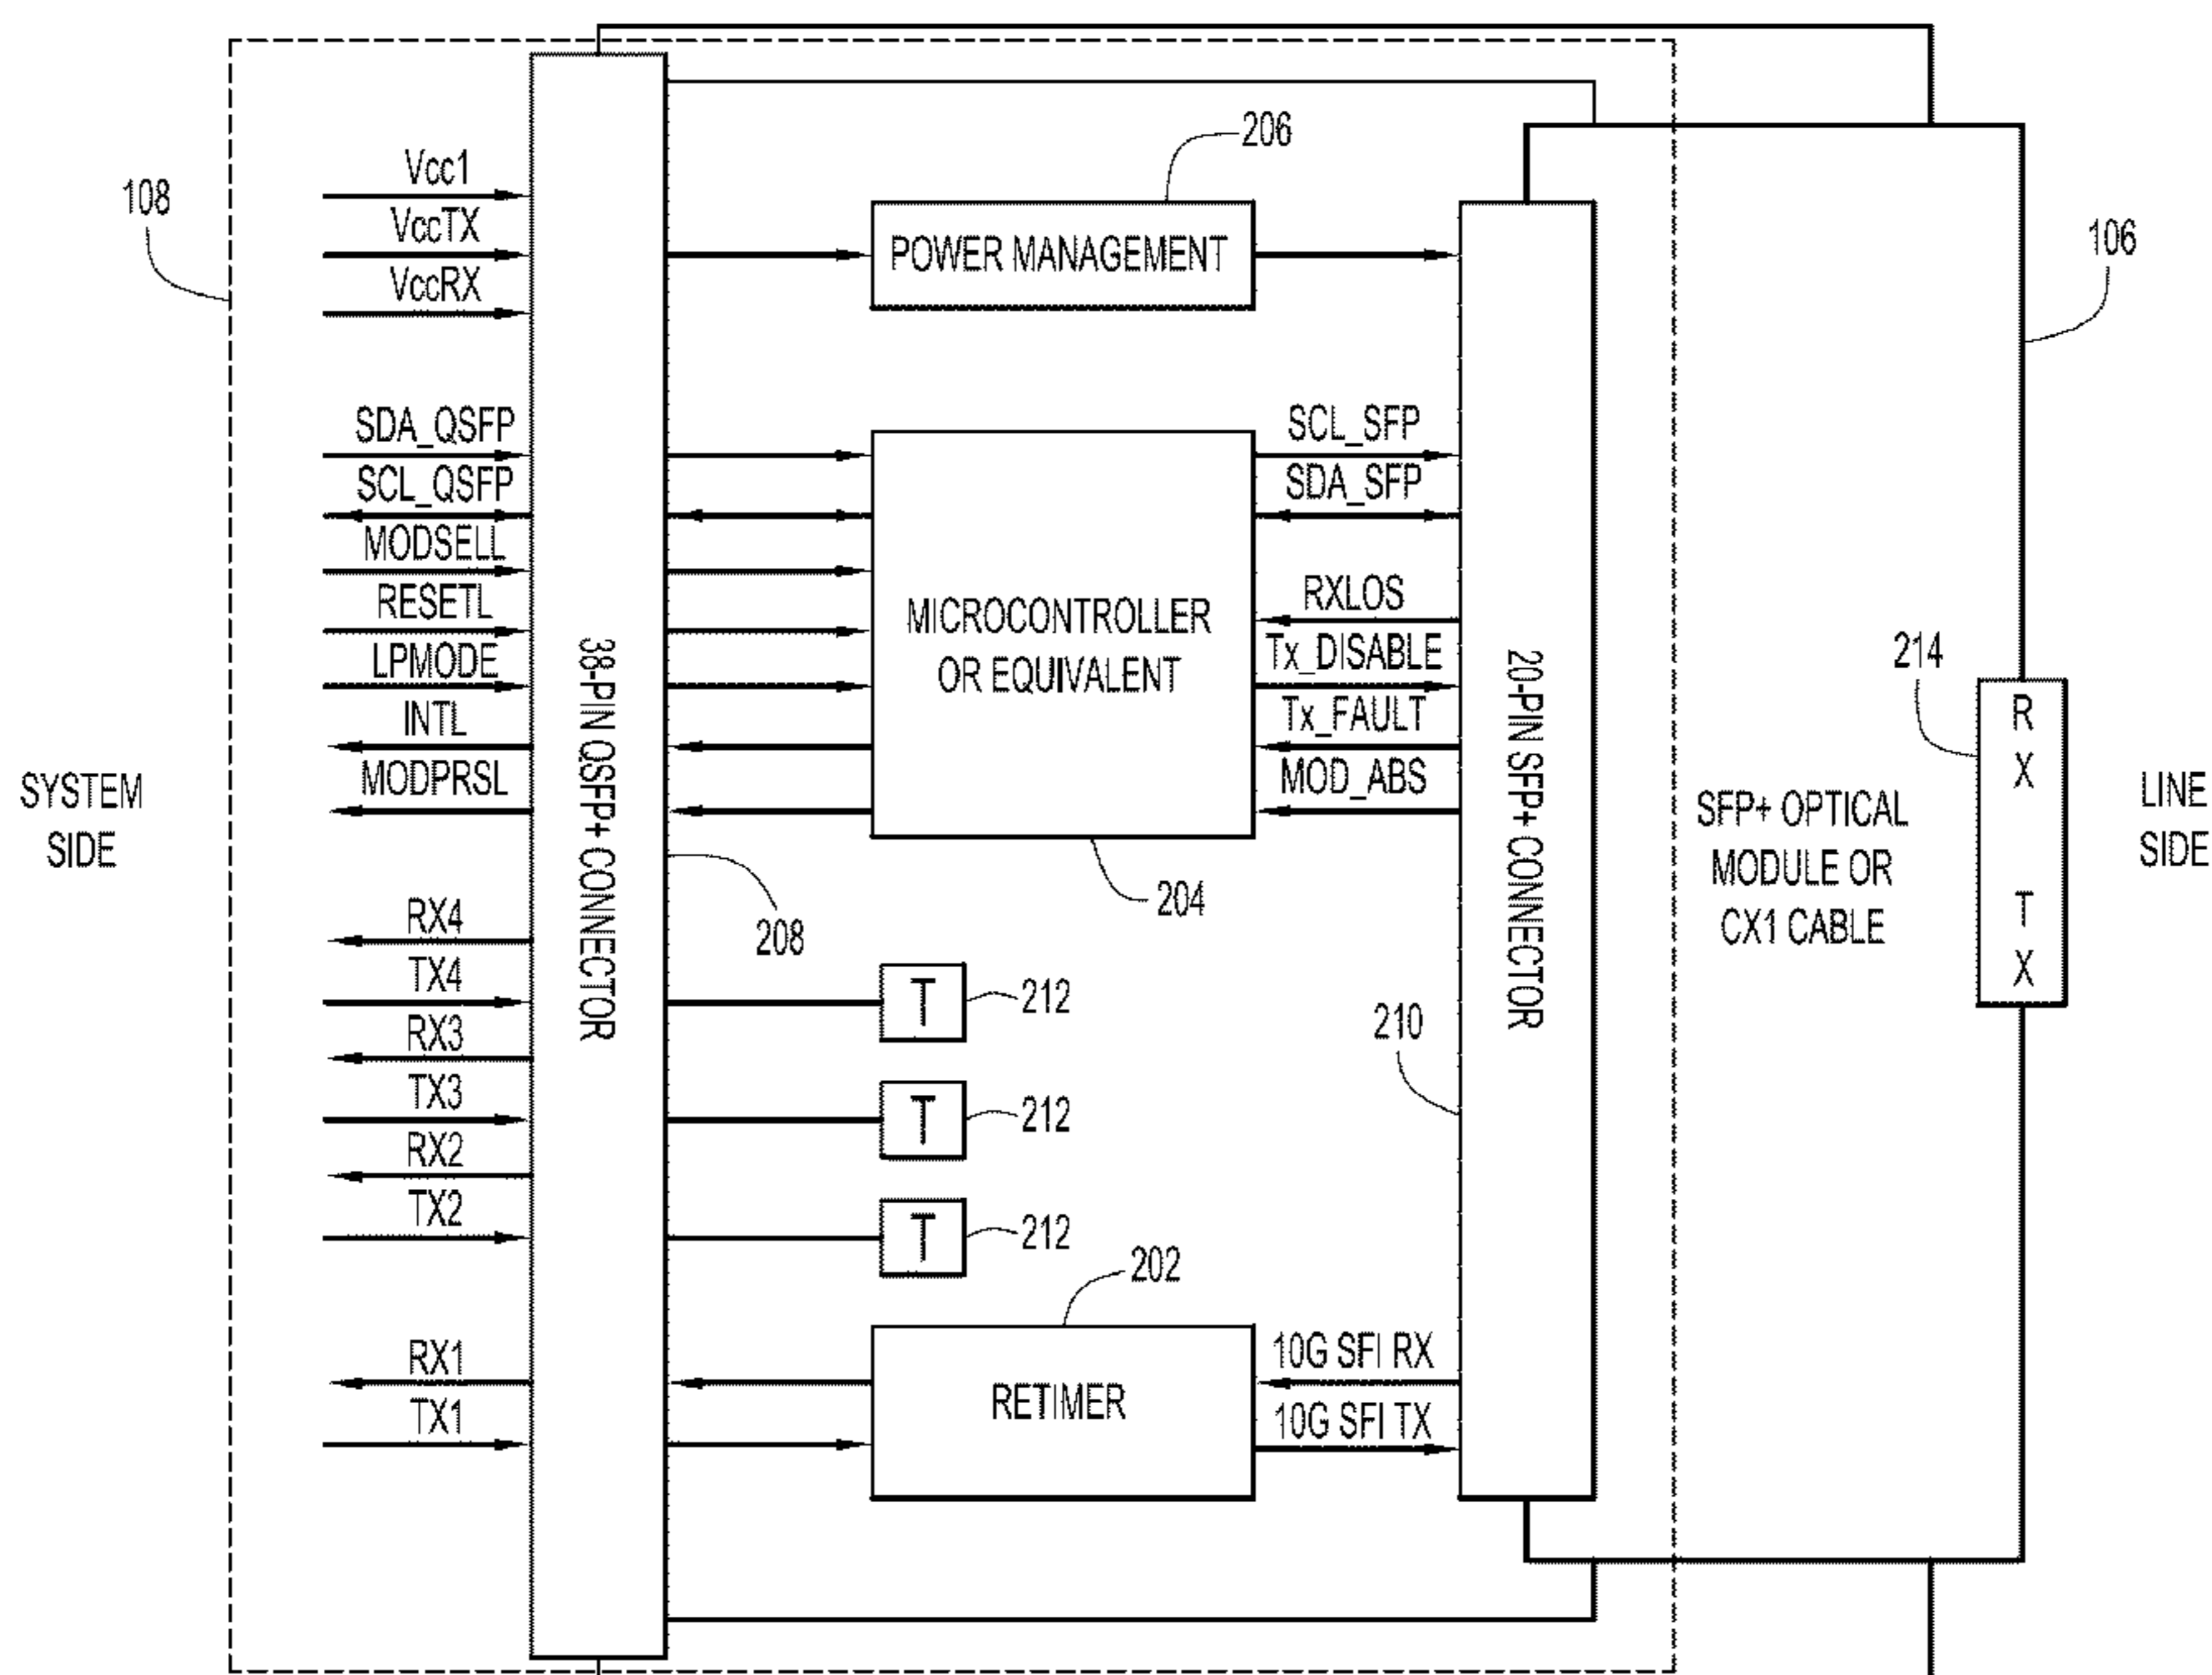 108
Vcc1
VccTX
VccRX
SDA_QSFP
SCL_QSFP
MODSELL
RESETL
LPMODE
INTL
MODPRSL
RX4
TX4
RX3
TX3
RX2
TX2
RX1
TX1
SYSTEM
SIDE
38-PIN QSFP+ CONNECTOR
208
206
POWER MANAGEMENT
MICROCONTROLLER
OR EQUIVALENT
204
T
212
T
212
T
212
202
RETIMER
SCL_SFP
SDA_SFP
RXLOS
Tx_DISABLE
Tx_FAULT
MOD_ABS
10G SFI RX
10G SFI TX
210
20-PIN SFP+ CONNECTOR
106
SFP+ OPTICAL
MODULE OR
CX1 CABLE
214
R
X
T
X
LINE
SIDE